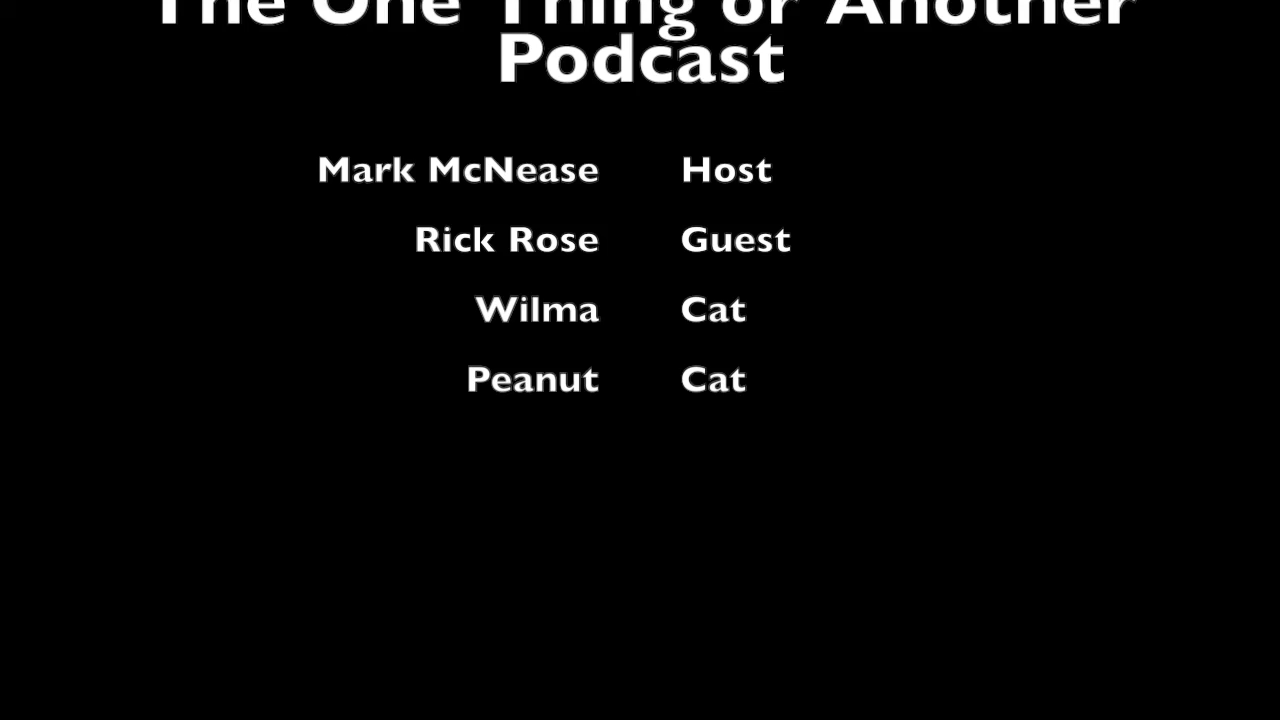 The One Thing or Another
Podcast
Mark McNease Host
Rick Rose Guest
Wilma Cat
Peanut Cat